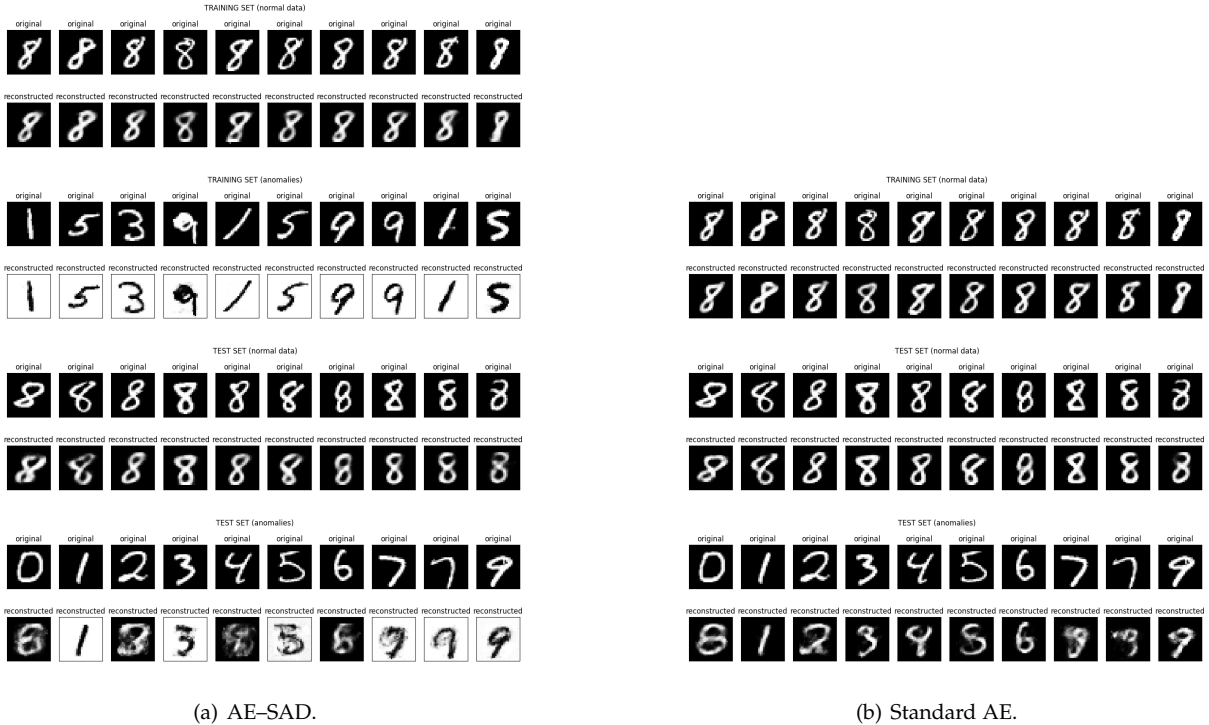 TRAINING SET (normal data)
original original original original original original original original original original
reconstructed reconstructed reconstructed reconstructed reconstructed reconstructed reconstructed reconstructed reconstructed reconstructed
TRAINING SET (anomalies)
original original original original original original original original original original
reconstructed reconstructed reconstructed reconstructed reconstructed reconstructed reconstructed reconstructed reconstructed reconstructed
TEST SET (normal data)
original original original original original original original original original original
reconstructed reconstructed reconstructed reconstructed reconstructed reconstructed reconstructed reconstructed reconstructed reconstructed
TEST SET (anomalies)
original original original original original original original original original original
reconstructed reconstructed reconstructed reconstructed reconstructed reconstructed reconstructed reconstructed reconstructed reconstructed
(a) AE–SAD.
TRAINING SET (normal data)
original original original original original original original original original original
reconstructed reconstructed reconstructed reconstructed reconstructed reconstructed reconstructed reconstructed reconstructed reconstructed
TEST SET (normal data)
original original original original original original original original original original
reconstructed reconstructed reconstructed reconstructed reconstructed reconstructed reconstructed reconstructed reconstructed reconstructed
TEST SET (anomalies)
original original original original original original original original original original
reconstructed reconstructed reconstructed reconstructed reconstructed reconstructed reconstructed reconstructed reconstructed reconstructed
(b) Standard AE.